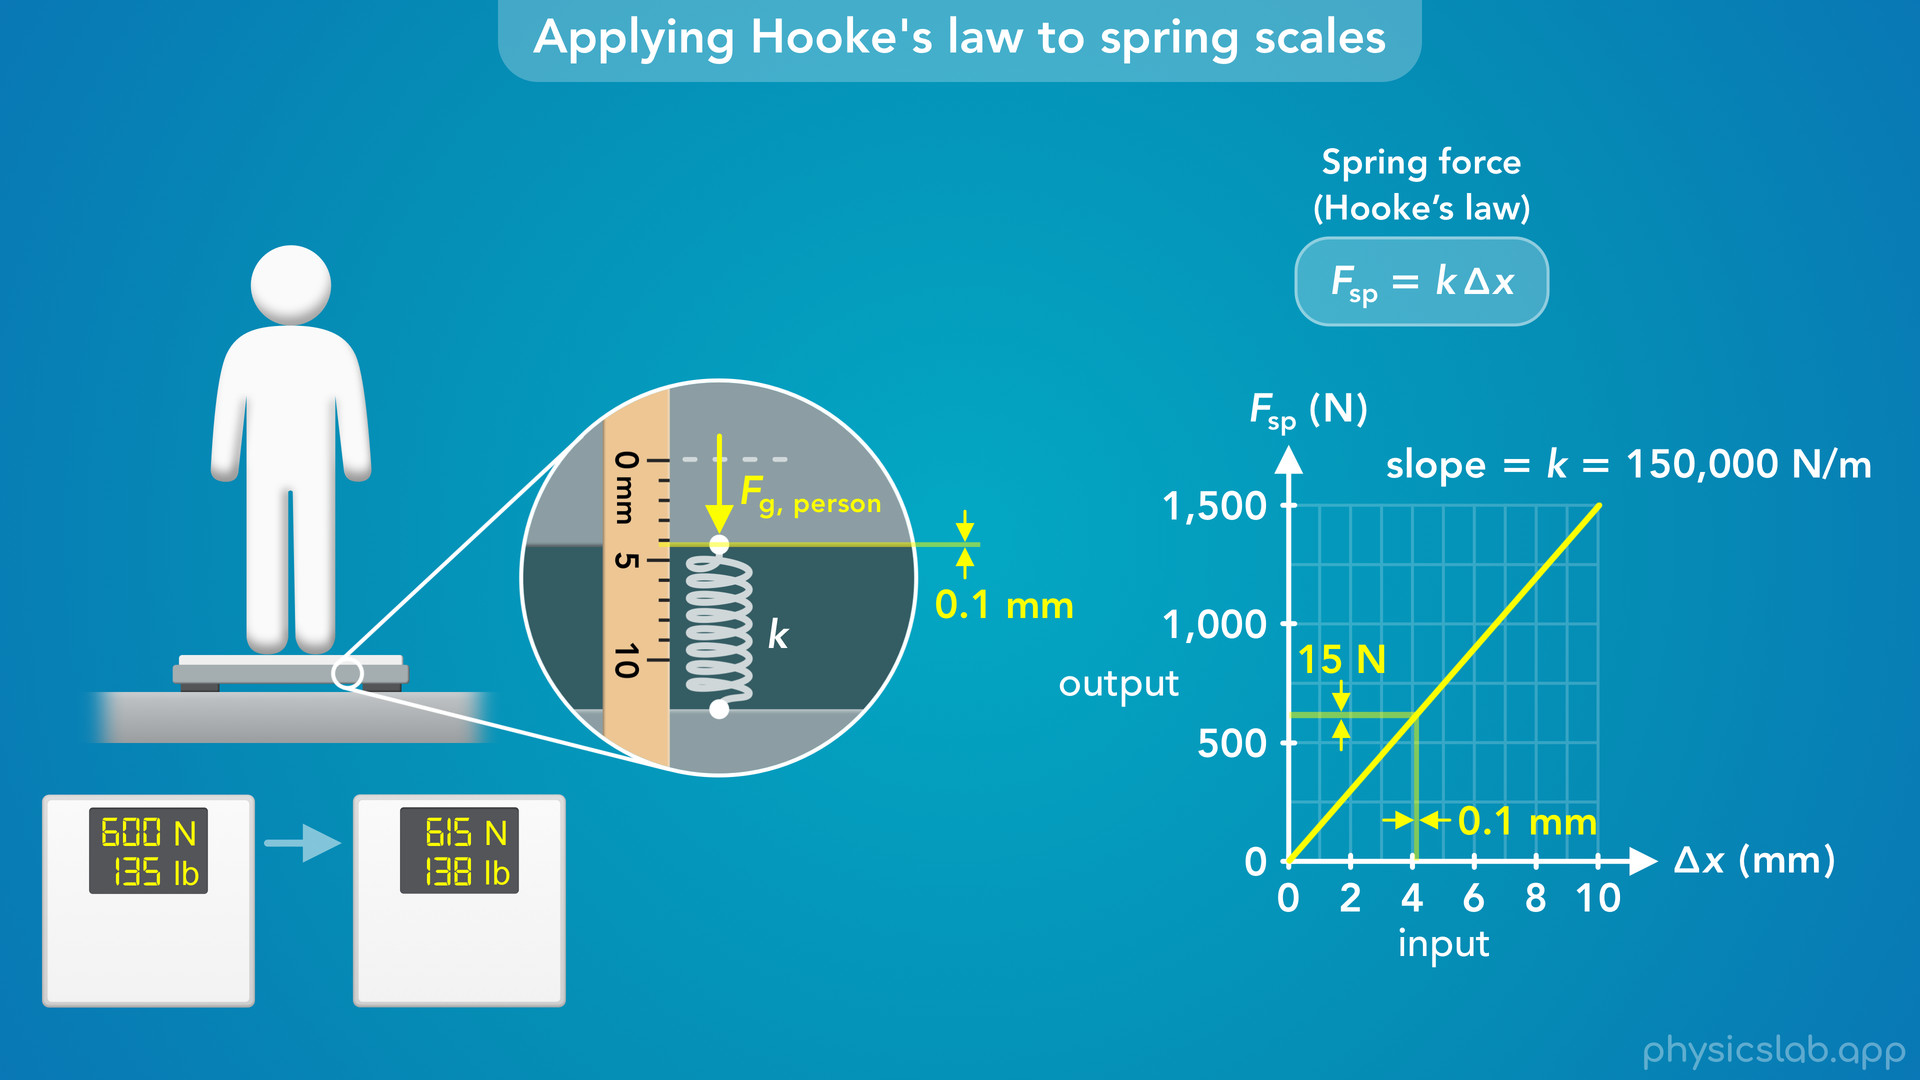 Applying Hooke's law to spring scales
Spring force
(Hooke’s law)
Fsp = k Δx
0 mm
5
10
Fg, person
k
0.1 mm
600 N
135 lb
615 N
138 lb
Fsp (N)
slope = k = 150,000 N/m
1,500
1,000
15 N
output
500
0.1 mm
0
Δx (mm)
0 2 4 6 8 10
input
physicslab.app